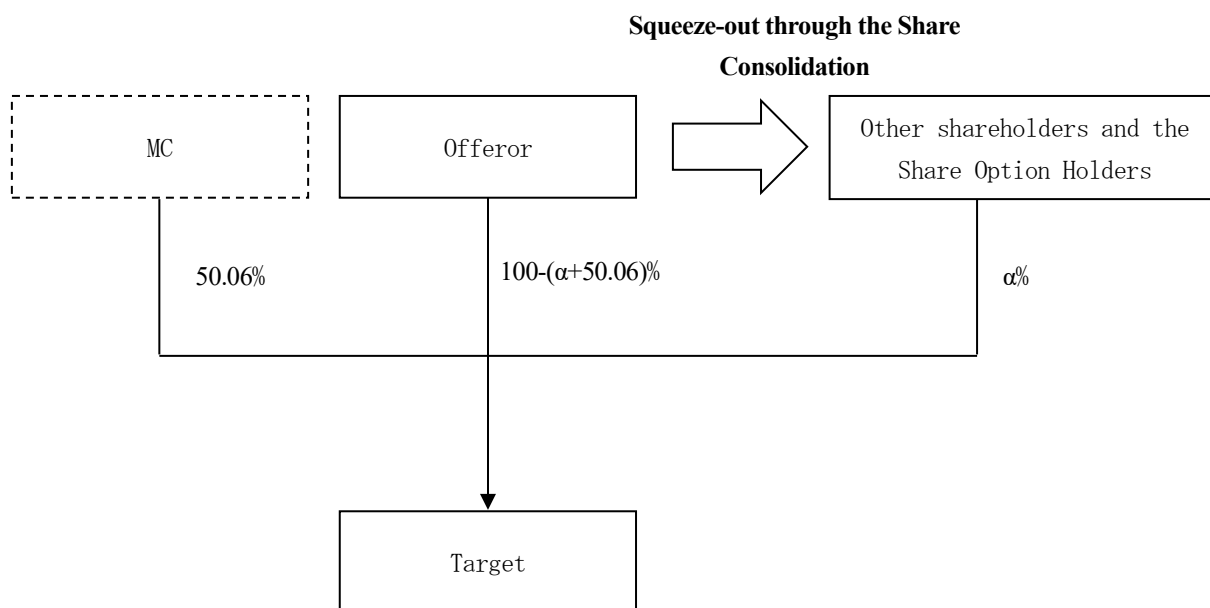 Squeeze-out through the Share
Consolidation
MC
Offeror
Other shareholders and the
Share Option Holders
50.06%
100-(α+50.06)%
α%
Target